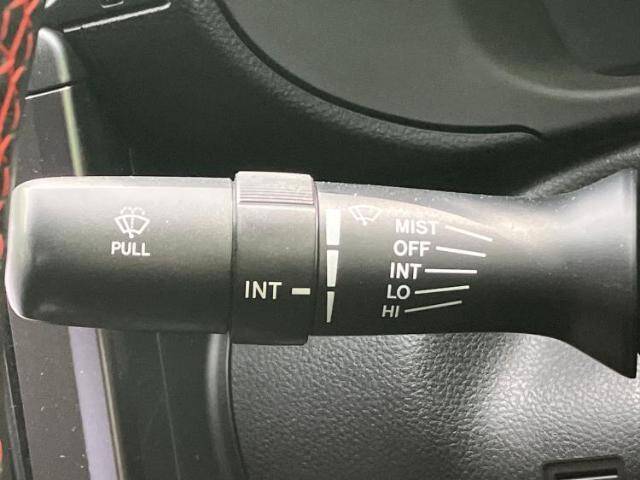 PULL
INT
MIST
OFF
INT
LO
HI